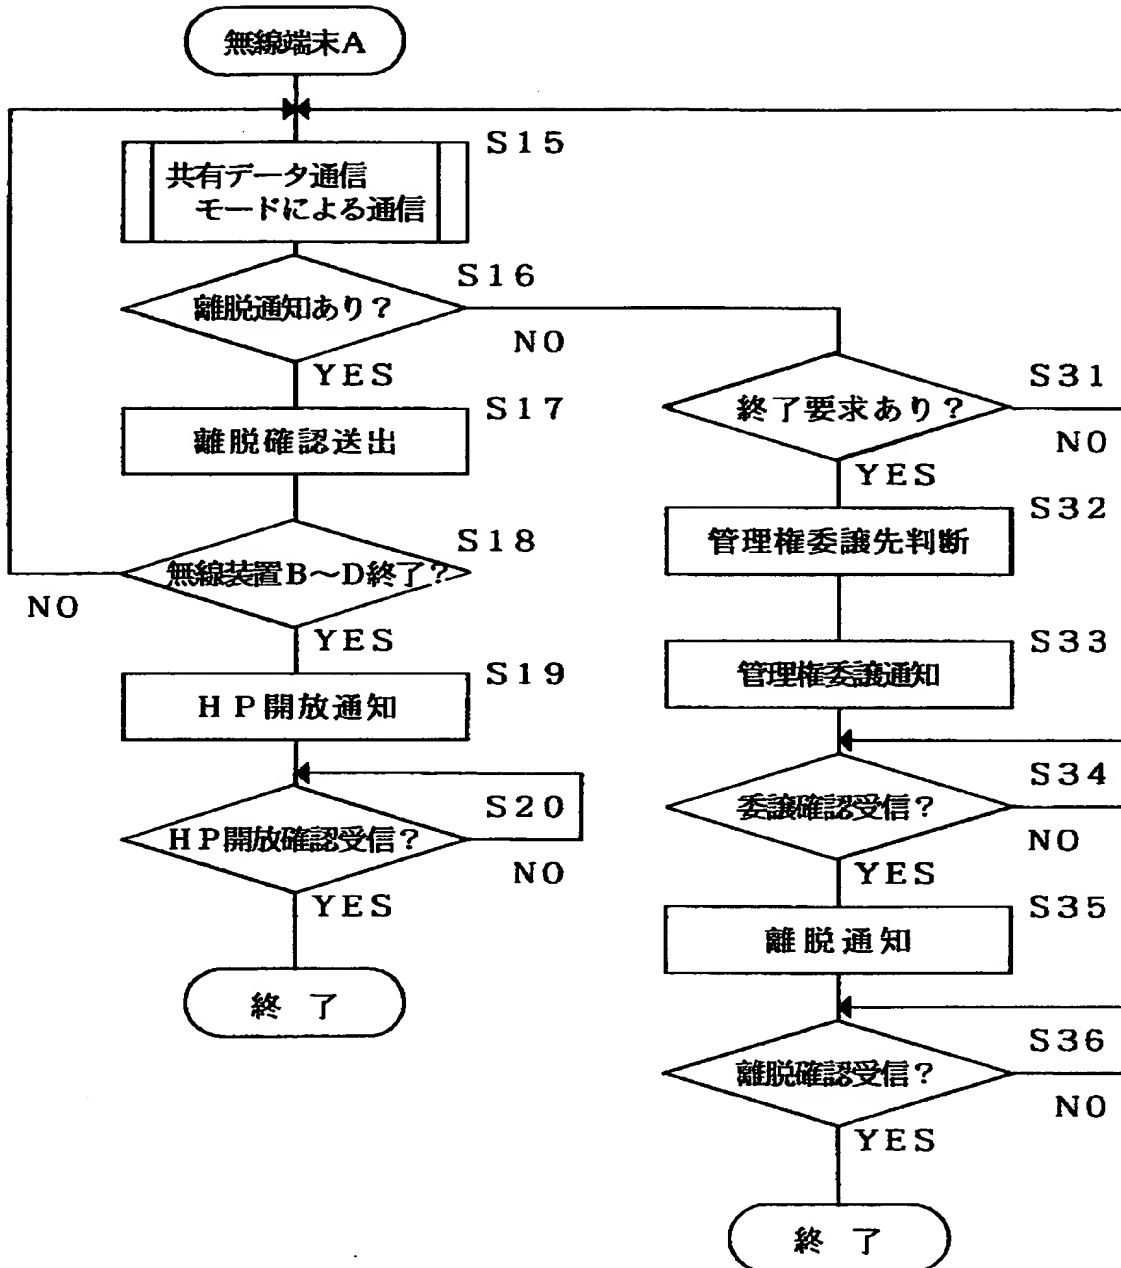 無線端末A
S15
共有データ通信
モードによる通信
S16
離脱通知あり?
NO
YES
S17
離脱確認送出
S18
無線装置B～D終了?
NO
YES
S19
HP開放通知
S20
HP開放確認受信?
NO
YES
終了
S31
終了要求あり?
NO
YES
S32
管理権委譲先判断
S33
管理権委譲通知
S34
委譲確認受信?
NO
YES
S35
離脱通知
S36
離脱確認受信?
NO
YES
終了